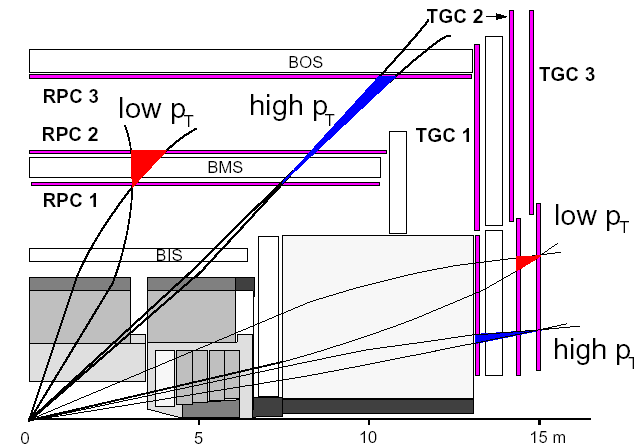 TGC 2
BOS
TGC 3
RPC 3
low pT
high pT
RPC 2
TGC 1
BMS
RPC 1
low pT
BIS
high pT
0 5 10 15 m